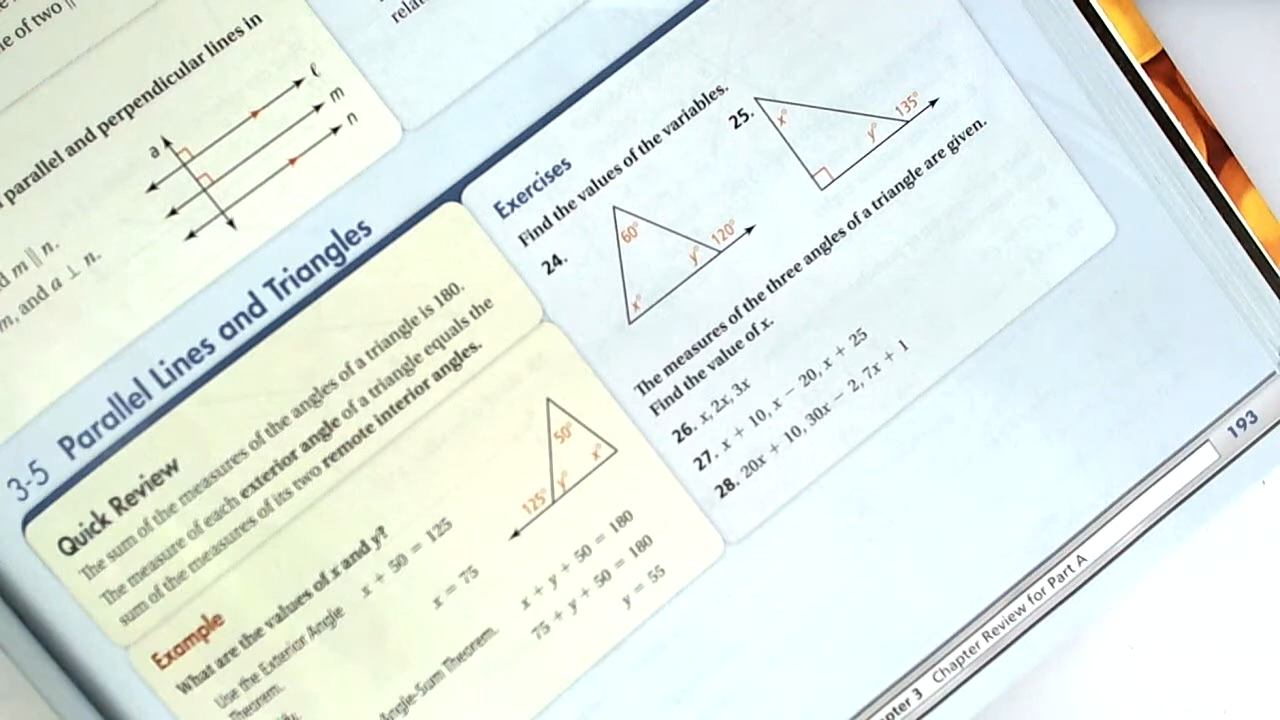 e of two ||
relat
parallel and perpendicular lines in
a
ℓ
m
n
d m || n.
m, and a ⊥ n.
3-5 Parallel Lines and Triangles
Quick Review
The sum of the measures of the angles of a triangle is 180.
The measure of each exterior angle of a triangle equals the
sum of the measures of its two remote interior angles.
Example
What are the values of x and y?
Use the Exterior Angle
Theorem.
x + 50 = 125
x = 75
Angle-Sum Theorem.
x + y + 50 = 180
75 + y + 50 = 180
y = 55
50°
x°
y°
125°
Exercises
Find the values of the variables.
24.
60°
y°
120°
x°
25.
x°
y°
135°
The measures of the three angles of a triangle are given.
Find the value of x.
26. x, 2x, 3x
27. x + 10, x − 20, x + 25
28. 20x + 10, 30x − 2, 7x + 1
pter 3 Chapter Review for Part A
193